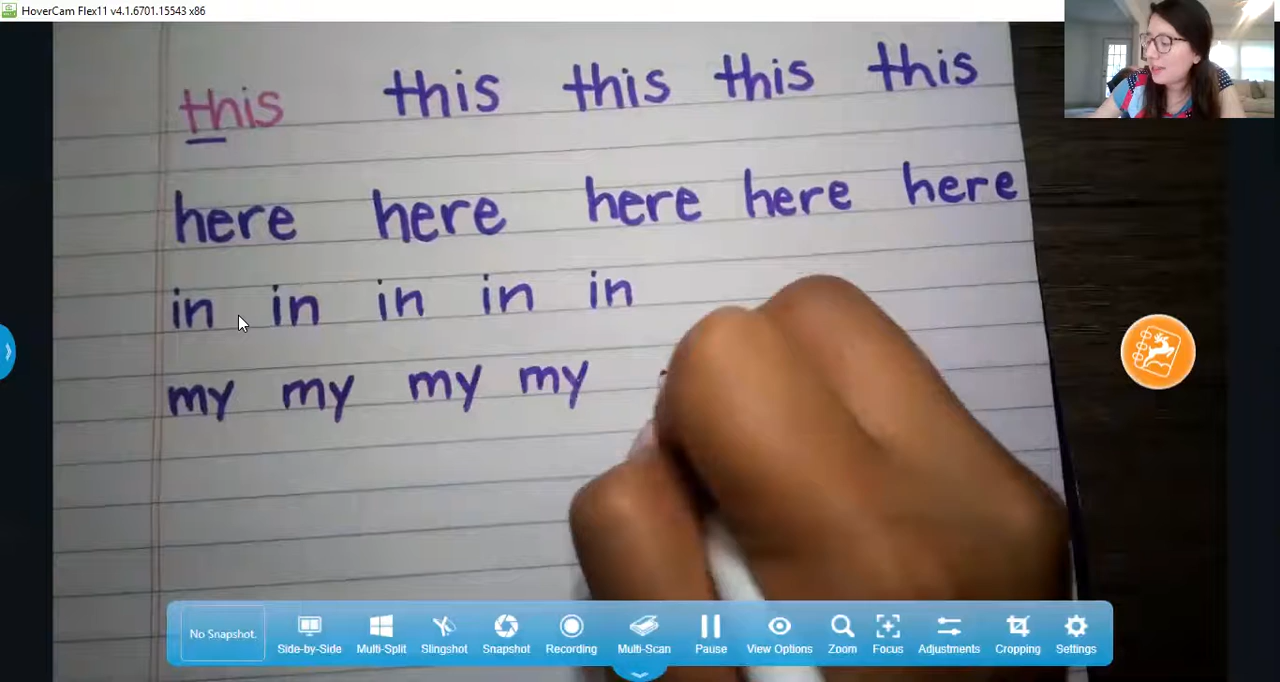 HoverCam Flex11 v4.1.6701.15543 x86
this this this this this
here here here here here
in in in in in
my my my my
No Snapshot.
Side-by-Side Multi-Split Slingshot Snapshot Recording Multi-Scan Pause View Options Zoom Focus Adjustments Cropping Settings